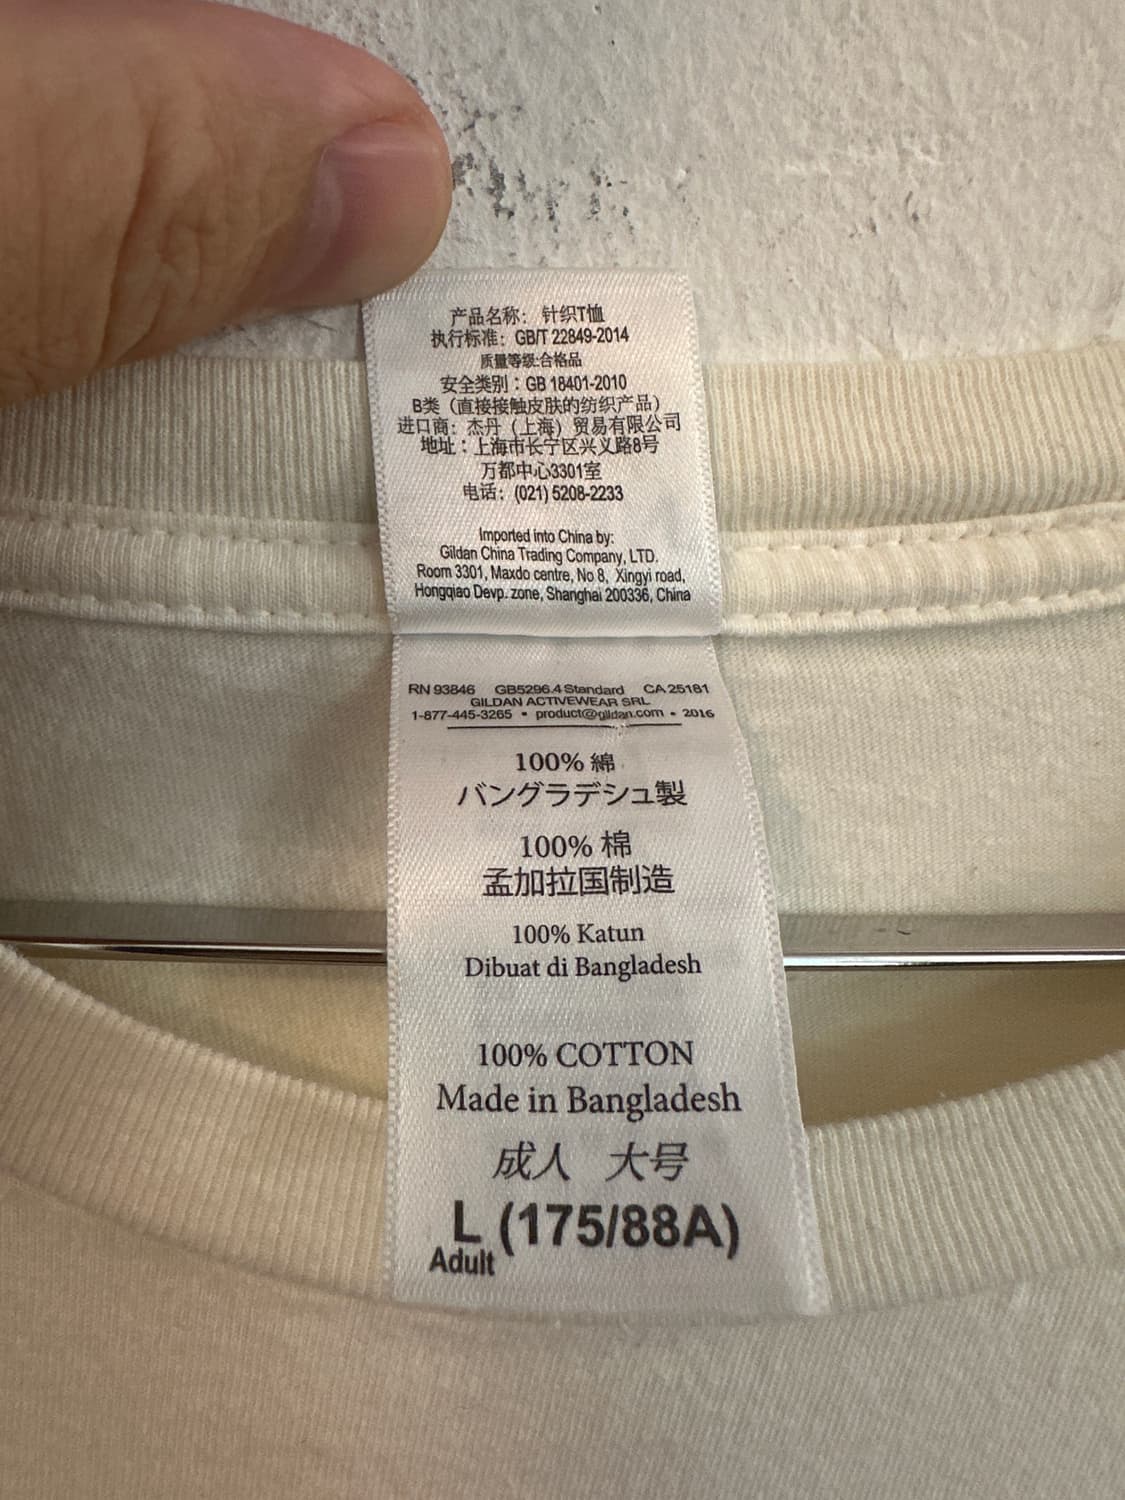 产品名称：针织T恤
执行标准：GB/T 22849-2014
质量等级:合格品
安全类别：GB 18401-2010
B类（直接接触皮肤的纺织产品）
进口商：杰丹（上海）贸易有限公司
地址：上海市长宁区兴义路8号
万都中心3301室
电话：(021) 5208-2233
Imported into China by:
Gildan China Trading Company, LTD.
Room 3301, Maxdo centre, No 8, Xingyi road,
Hongqiao Devp. zone, Shanghai 200336, China
RN 93846 GB5296.4 Standard CA 25181
GILDAN ACTIVEWEAR SRL
1-877-445-3265 • product@gildan.com • 2016
100% 綿
バングラデシュ製
100% 棉
孟加拉国制造
100% Katun
Dibuat di Bangladesh
100% COTTON
Made in Bangladesh
成人 大号
L (175/88A)
Adult